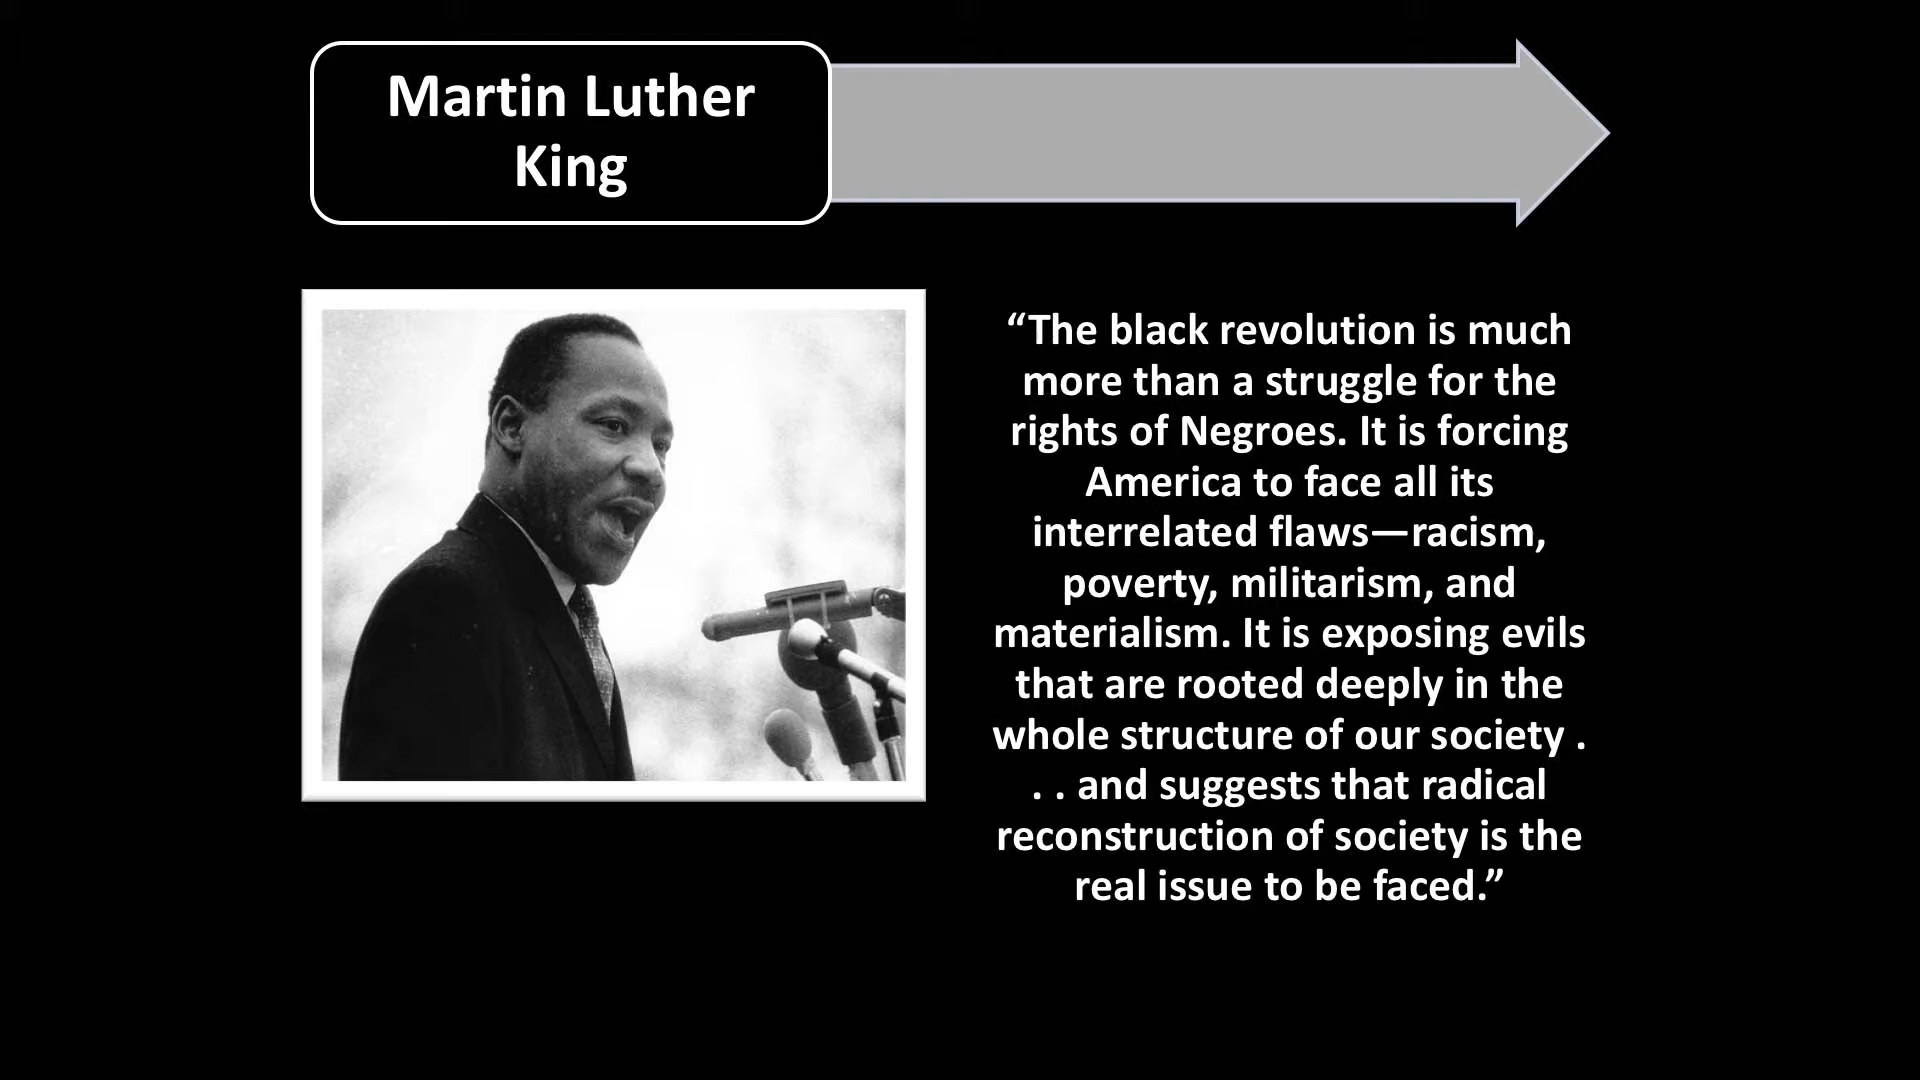 Martin Luther
King
“The black revolution is much
more than a struggle for the
rights of Negroes. It is forcing
America to face all its
interrelated flaws—racism,
poverty, militarism, and
materialism. It is exposing evils
that are rooted deeply in the
whole structure of our society .
. . and suggests that radical
reconstruction of society is the
real issue to be faced.”